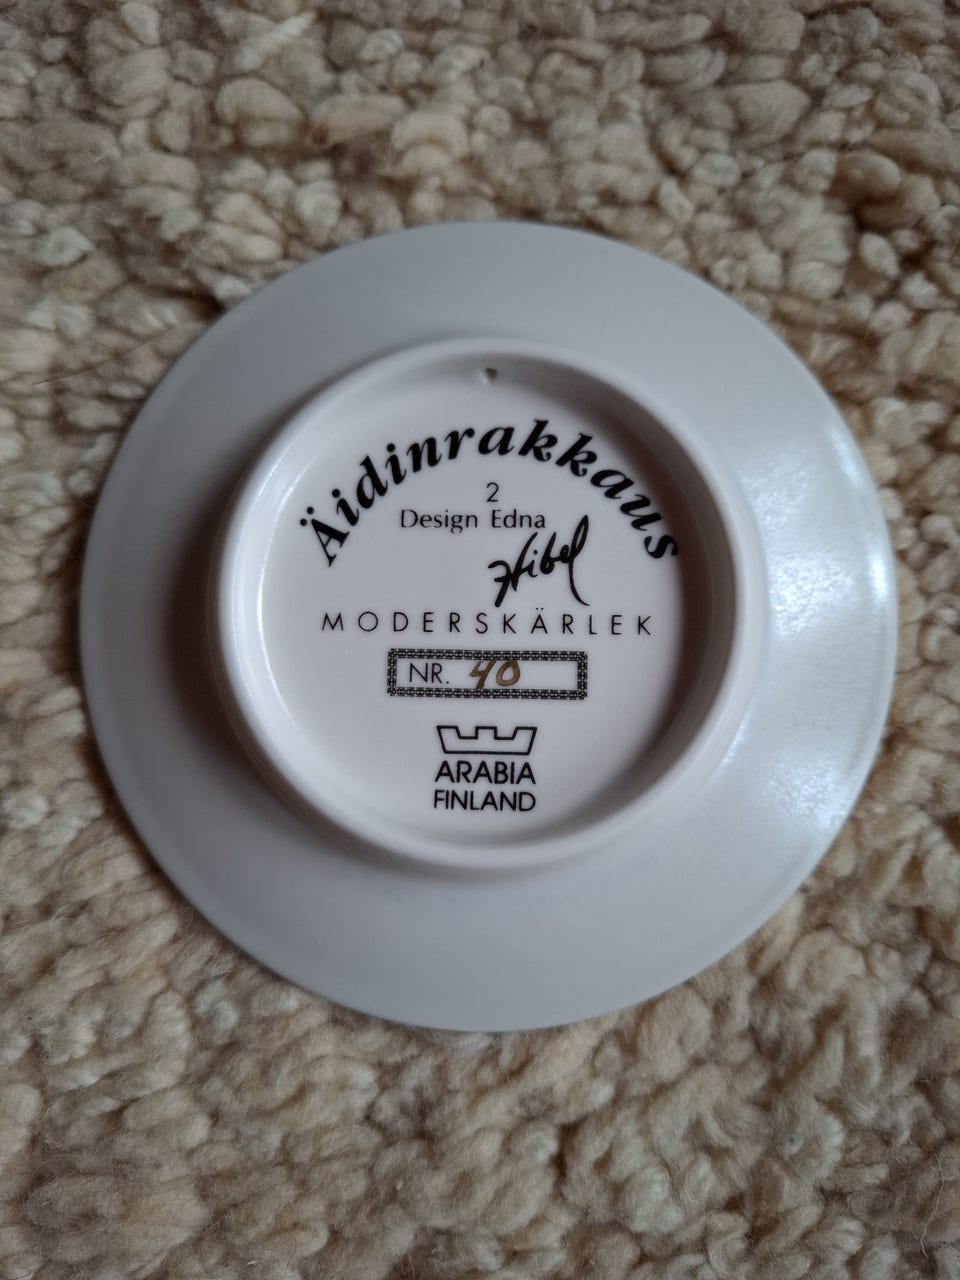 Äidinrakkaus
2
Design Edna
Hibel
MODERSKÄRLEK
NR. 40
ARABIA
FINLAND